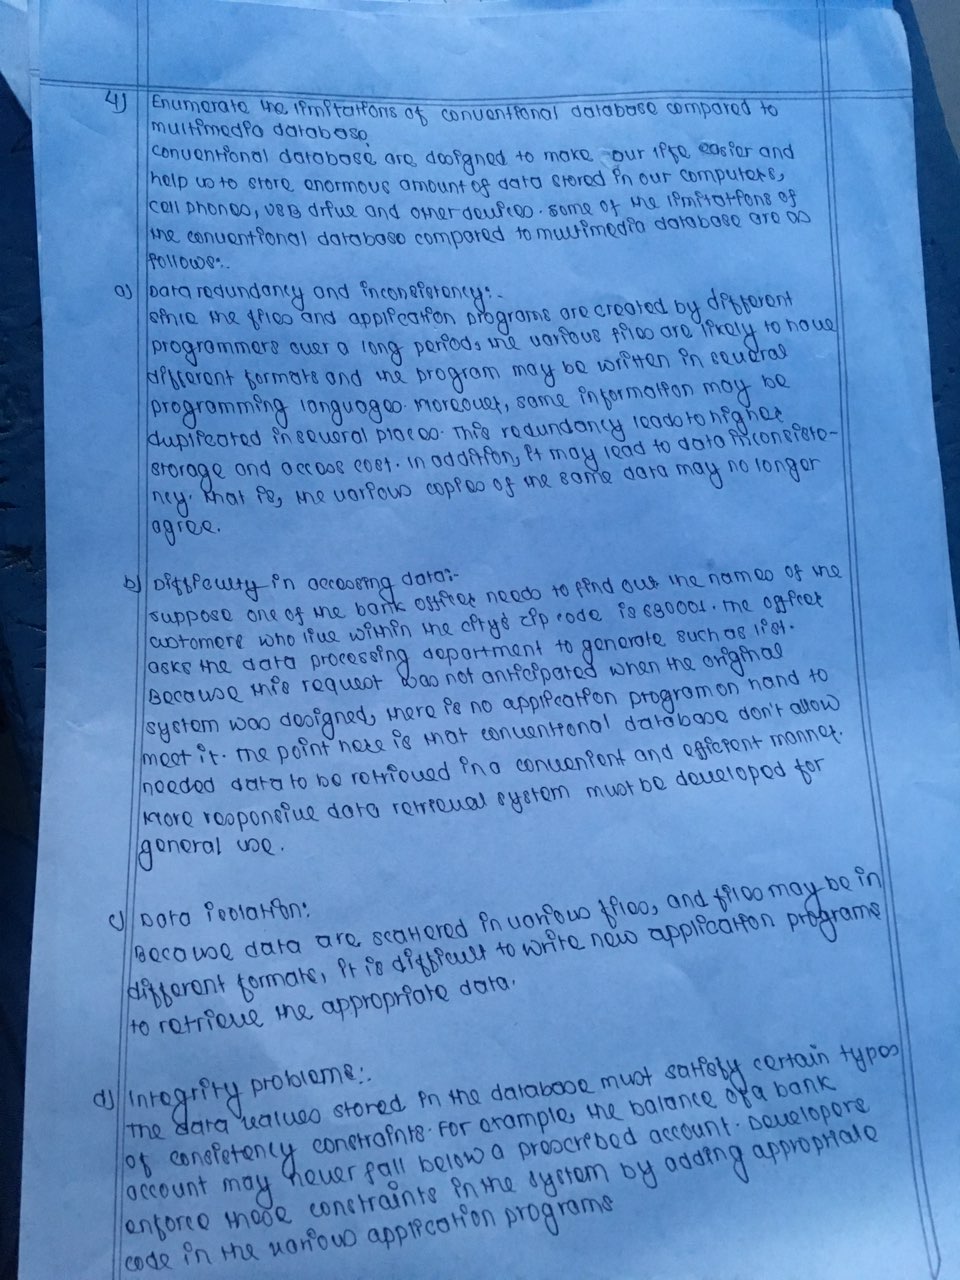 4) Enumerate the limitations of conventional database compared to
multimedia database.
conventional database are designed to make our life easier and
help us to store enormous amount of data stored in our computers,
cell phones, USB drive and other devices. some of the limitations of
the conventional database compared to multimedia database are as
follows:-
a) Data redundancy and inconsistency:-
since the files and application programs are created by different
programmers over a long period, the various files are likely to have
different formats and the program may be written in several
programming languages. Moreover, same information may be
duplicated in several places. This redundancy leads to higher
storage and access cost. In addition, it may lead to data inconsiste-
ncy. that is, the various copies of the same data may no longer
agree.
b) Difficulty in accessing data:-
suppose one of the bank officer needs to find out the names of the
customers who live within the city's zip code is 680001. The officer
asks the data processing department to generate such as list.
Because this request was not anticipated when the original
system was designed, there is no application program on hand to
meet it. The point here is that conventional database don't allow
needed data to be retrieved in a convenient and efficient manner.
More responsive data retrieval system must be developed for
general use.
c) Data isolation:
Because data are scattered in various files, and files may be in
different formats, it is difficult to write new application programs
to retrieve the appropriate data.
d) Integrity problems:-
The data values stored in the database must satisfy certain types
of consistency constraints. For example, the balance of a bank
account may never fall below a prescribed account. Developers
enforce these constraints in the system by adding appropriate
code in the various application programs